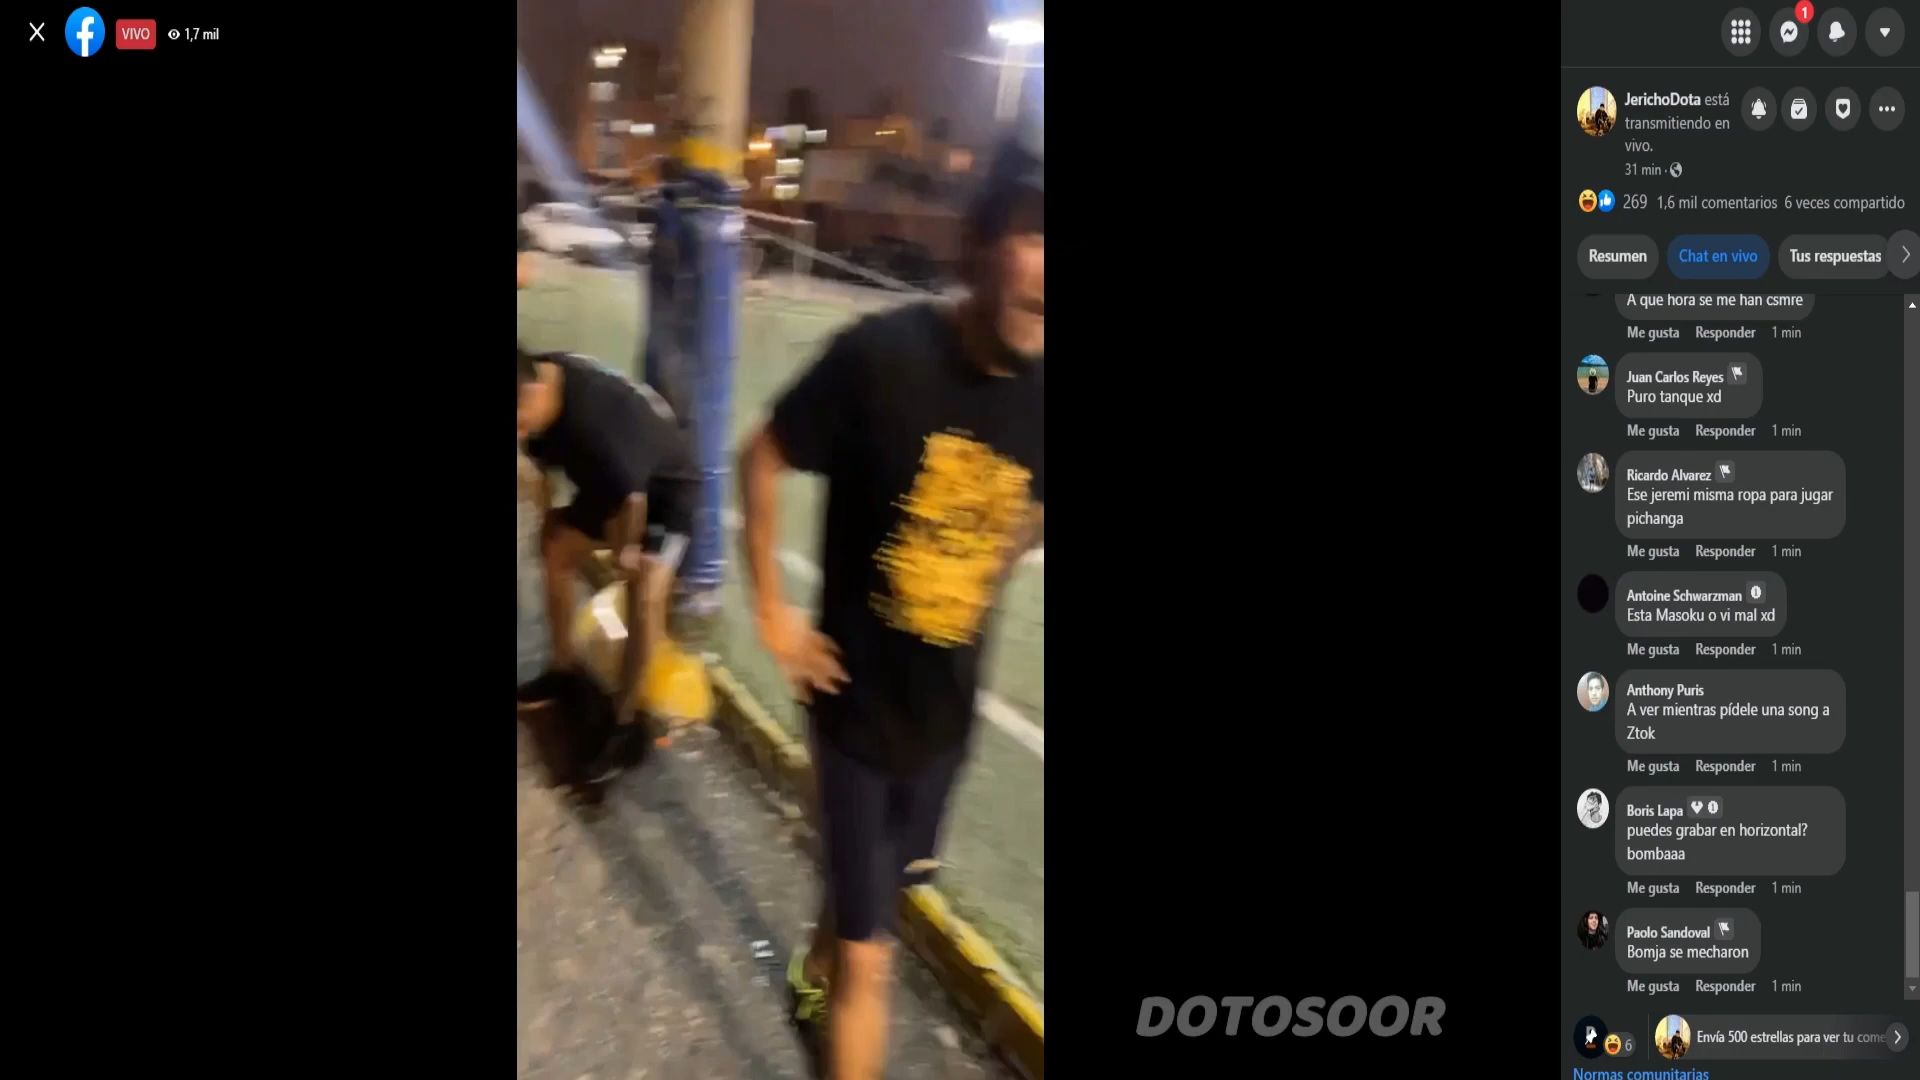 VIVO
1,7 mil
1
JerichoDota está
transmitiendo en
vivo.
31 min ·
269 1,6 mil comentarios 6 veces compartido
Resumen
Chat en vivo
Tus respuestas
A que hora se me han csmre
Me gusta Responder 1 min
Juan Carlos Reyes
Puro tanque xd
Me gusta Responder 1 min
Ricardo Alvarez
Ese jeremi misma ropa para jugar
pichanga
Me gusta Responder 1 min
Antoine Schwarzman
Esta Masoku o vi mal xd
Me gusta Responder 1 min
Anthony Puris
A ver mientras pídele una song a
Ztok
Me gusta Responder 1 min
Boris Lapa
puedes grabar en horizontal?
bombaaa
Me gusta Responder 1 min
Paolo Sandoval
Bomja se mecharon
Me gusta Responder 1 min
6
Envía 500 estrellas para ver tu come
Normas comunitarias
DOTOSOOR